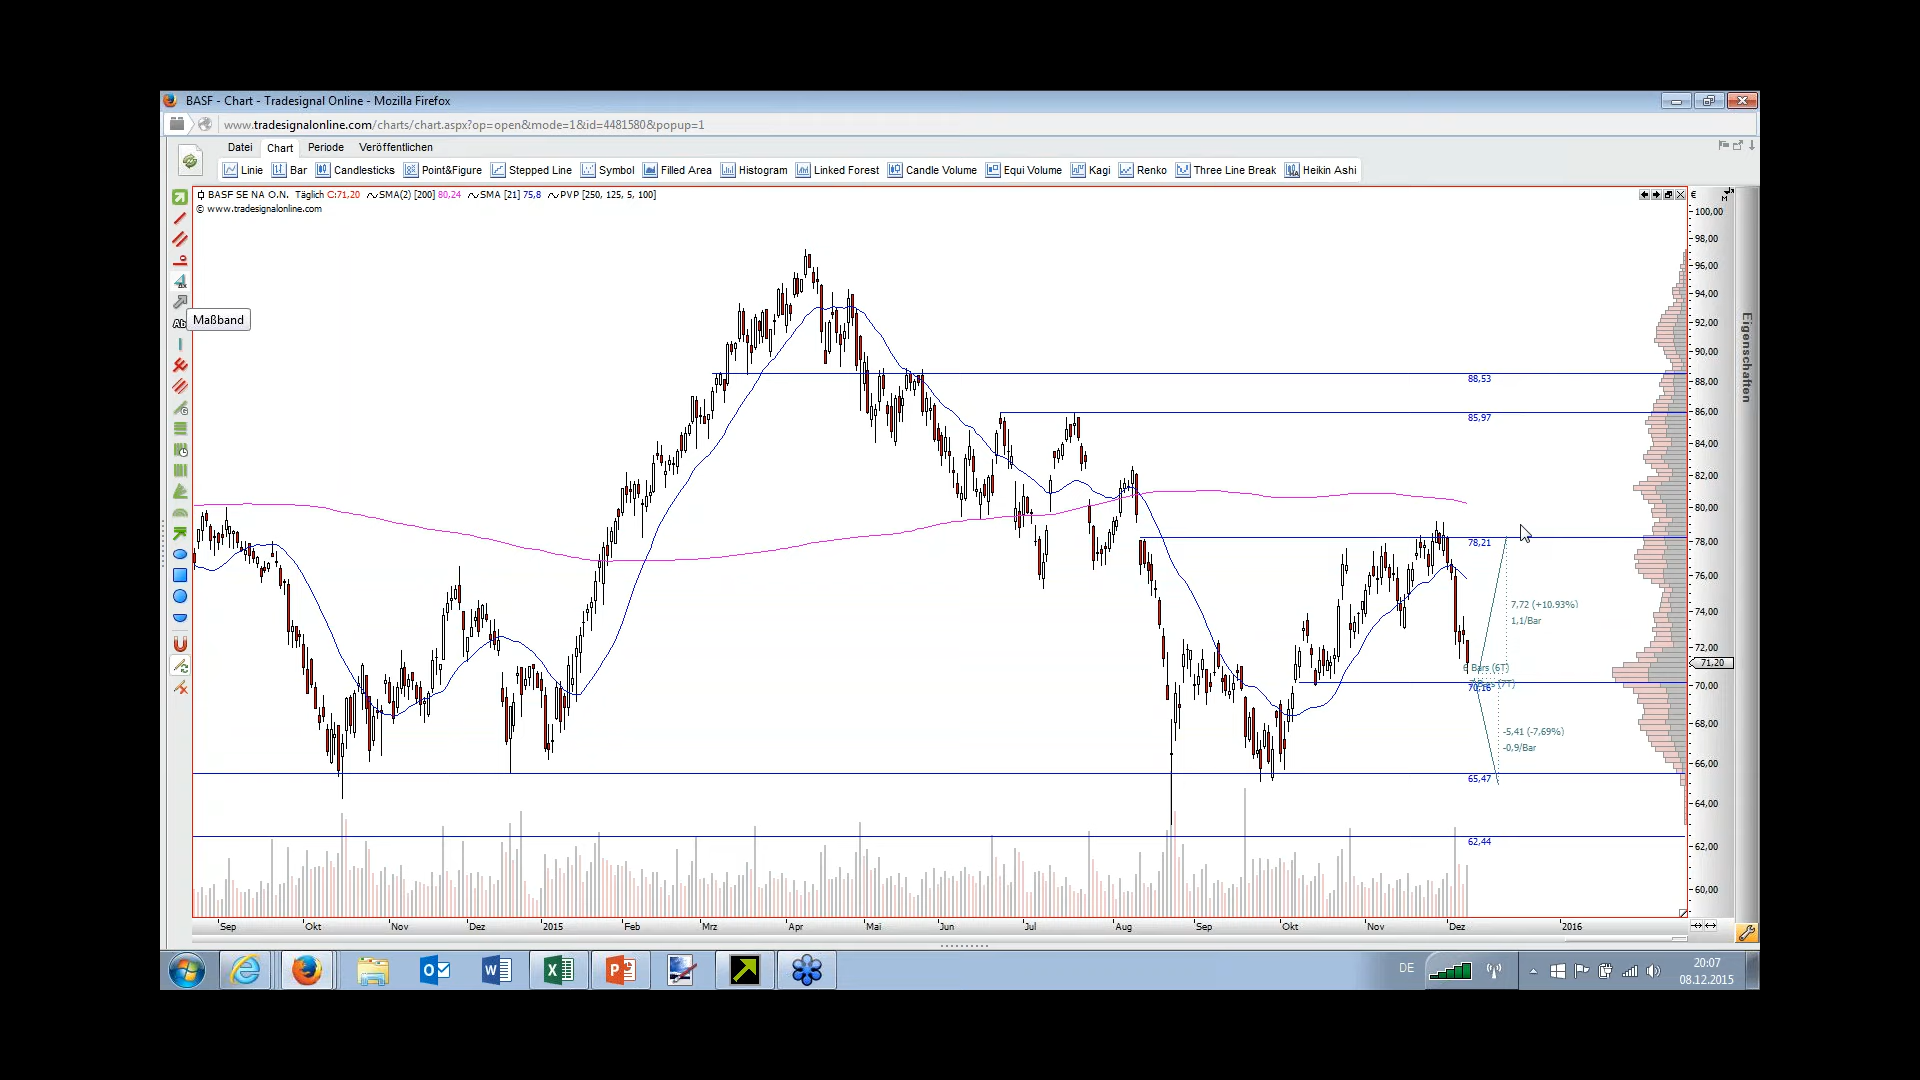 BASF - Chart - Tradesignal Online - Mozilla Firefox
www.tradesignalonline.com/charts/chart.aspx?op=open&mode=1&id=4481580&popup=1
Datei Chart Periode Veröffentlichen
Linie Bar Candlesticks Point&Figure Stepped Line Symbol Filled Area Histogram Linked Forest Candle Volume Equi Volume Kagi Renko Three Line Break Heikin Ashi
BASF SE NA O.N. Täglich C:71,20 SMA(2) [200] 80,24 SMA [21] 75,8 PVP [250, 125, 5, 100]
© www.tradesignalonline.com
€
100,00
98,00
96,00
94,00
Maßband
Ab
92,00
Eigenschaften
90,00
88,53
88,00
86,00
85,97
84,00
82,00
80,00
78,21
78,00
76,00
7,72 (+10.93%)
74,00
1,1/Bar
72,00
71,20
6 Bars (6T)
70,16
70,00
68,00
-5,41 (-7,69%)
-0,9/Bar
66,00
65,47
64,00
62,44
62,00
60,00
Sep Okt Nov Dez 2015 Feb Mrz Apr Mai Jun Jul Aug Sep Okt Nov Dez 2016
DE
20:07
08.12.2015